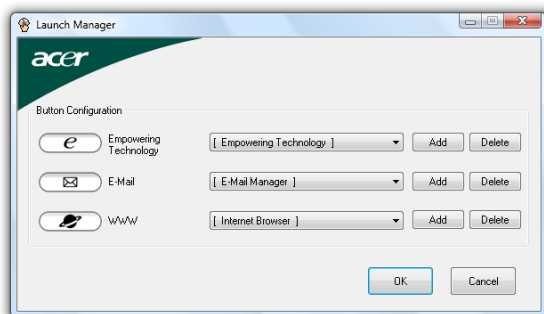 Launch Manager
acer
Button Configuration
Empowering
Technology
[ Empowering Technology ]
Add
Delete
E-Mail
[ E-Mail Manager ]
Add
Delete
WWW
[ Internet Browser ]
Add
Delete
OK
Cancel